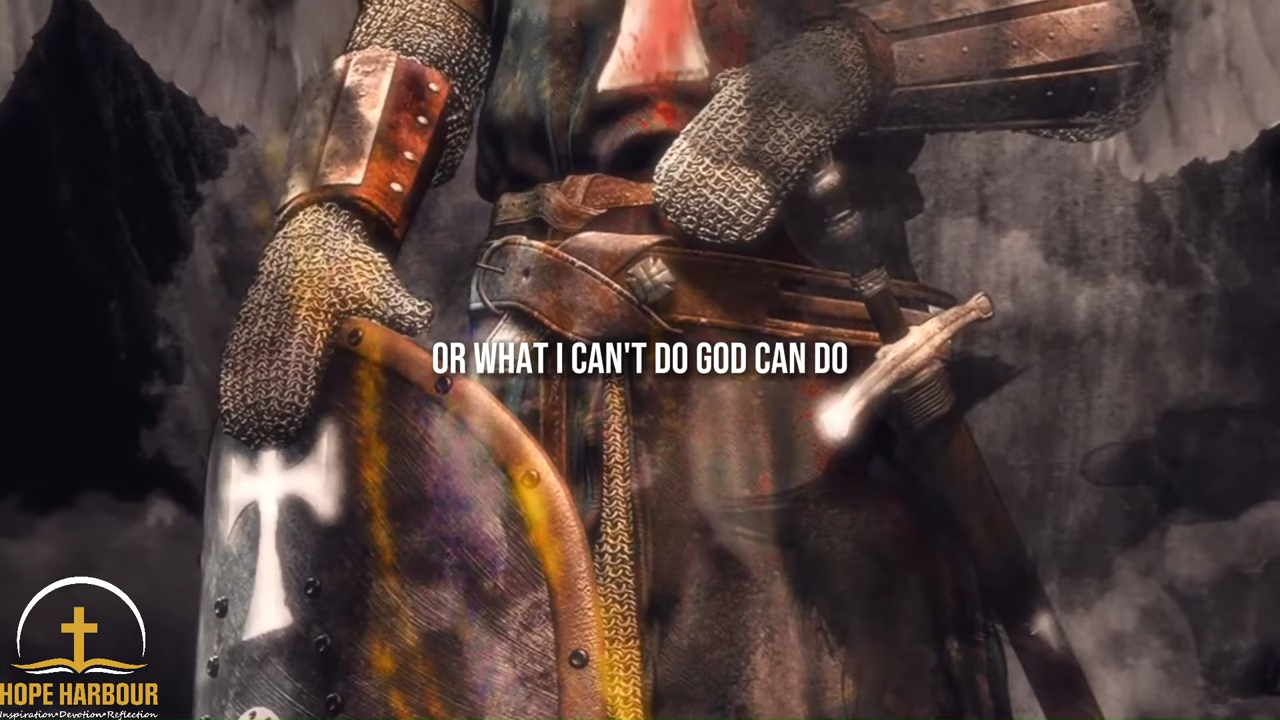 OR WHAT I CAN'T DO GOD CAN DO
HOPE HARBOUR
Inspiration•Devotion•Reflection